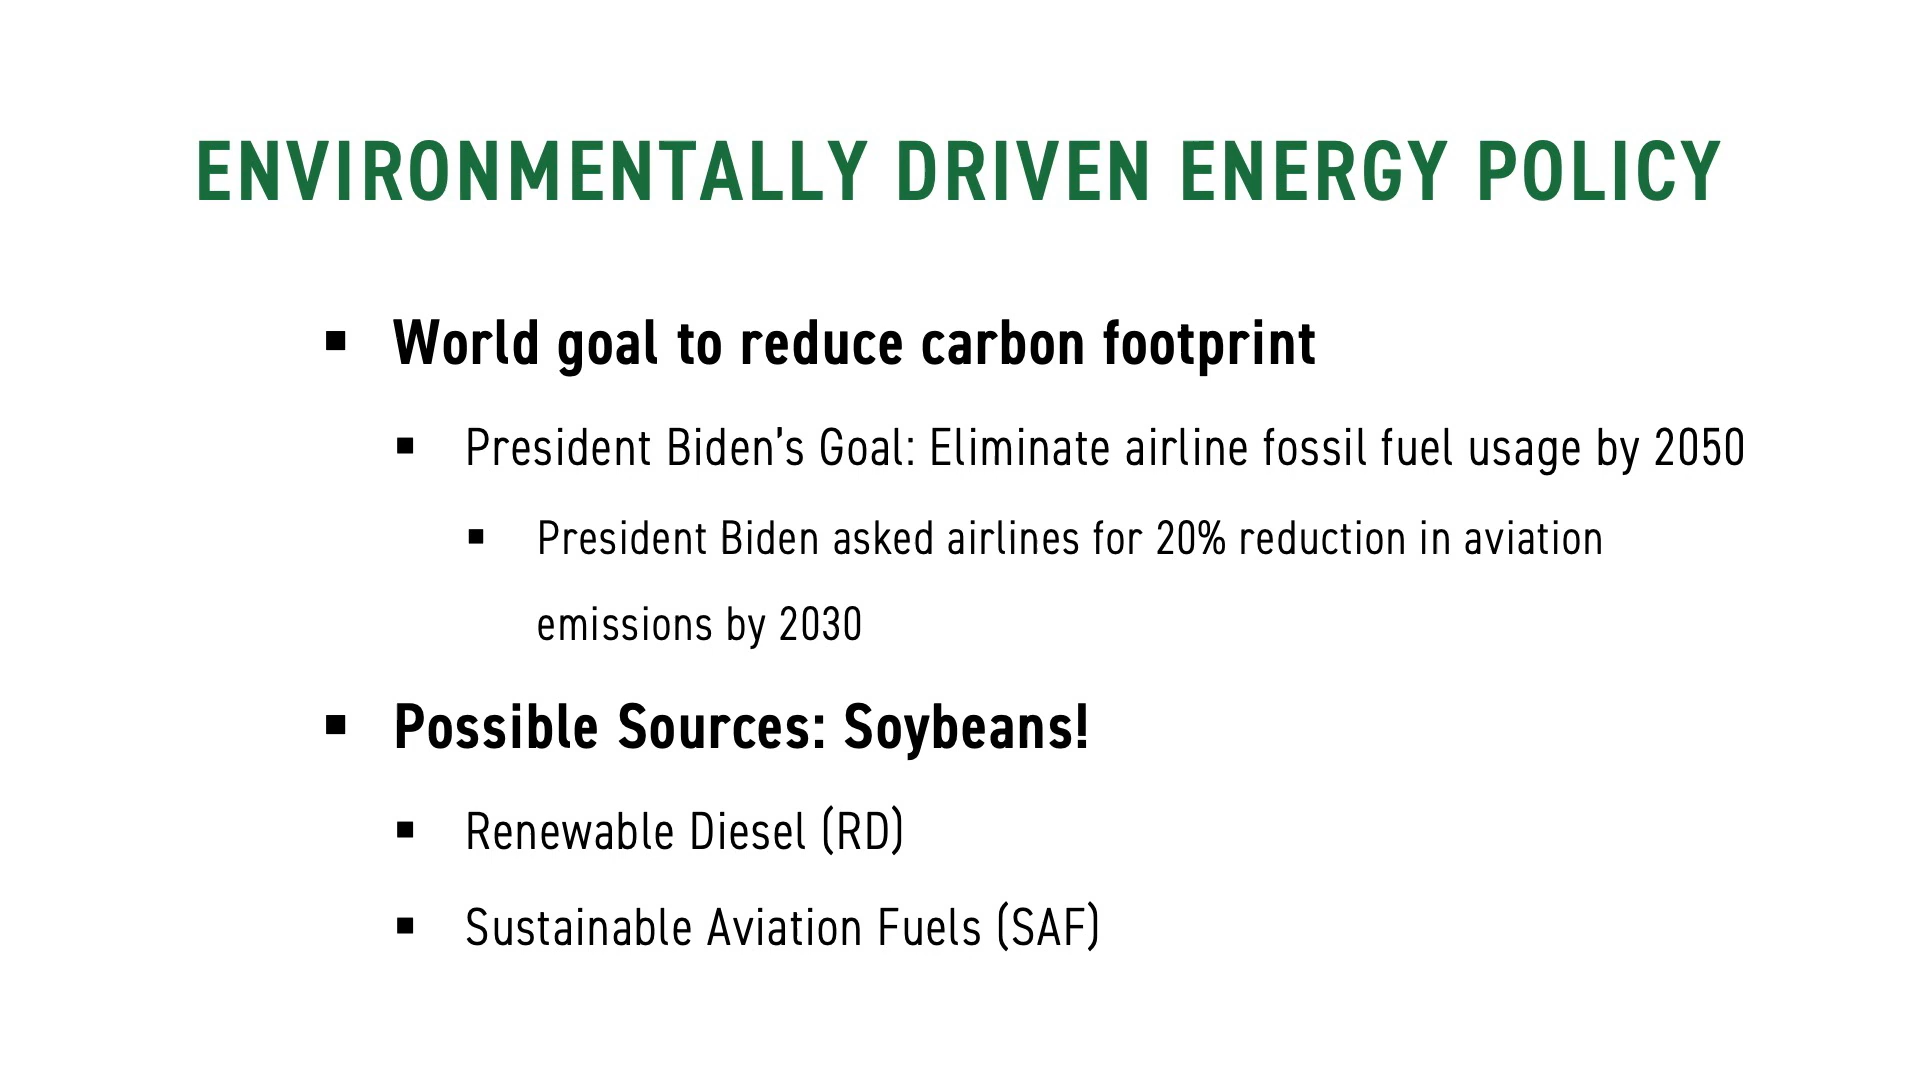 ENVIRONMENTALLY DRIVEN ENERGY POLICY
▪ World goal to reduce carbon footprint
▪ President Biden's Goal: Eliminate airline fossil fuel usage by 2050
▪ President Biden asked airlines for 20% reduction in aviation
emissions by 2030
▪ Possible Sources: Soybeans!
▪ Renewable Diesel (RD)
▪ Sustainable Aviation Fuels (SAF)